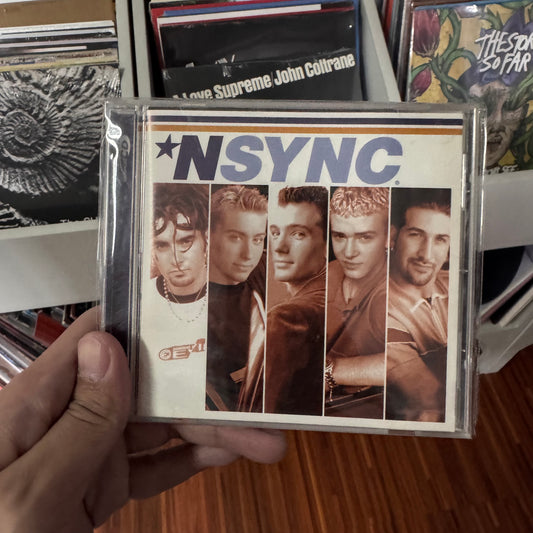 A Love Supreme John Coltrane
THE STORY
SO FAR
*NSYNC